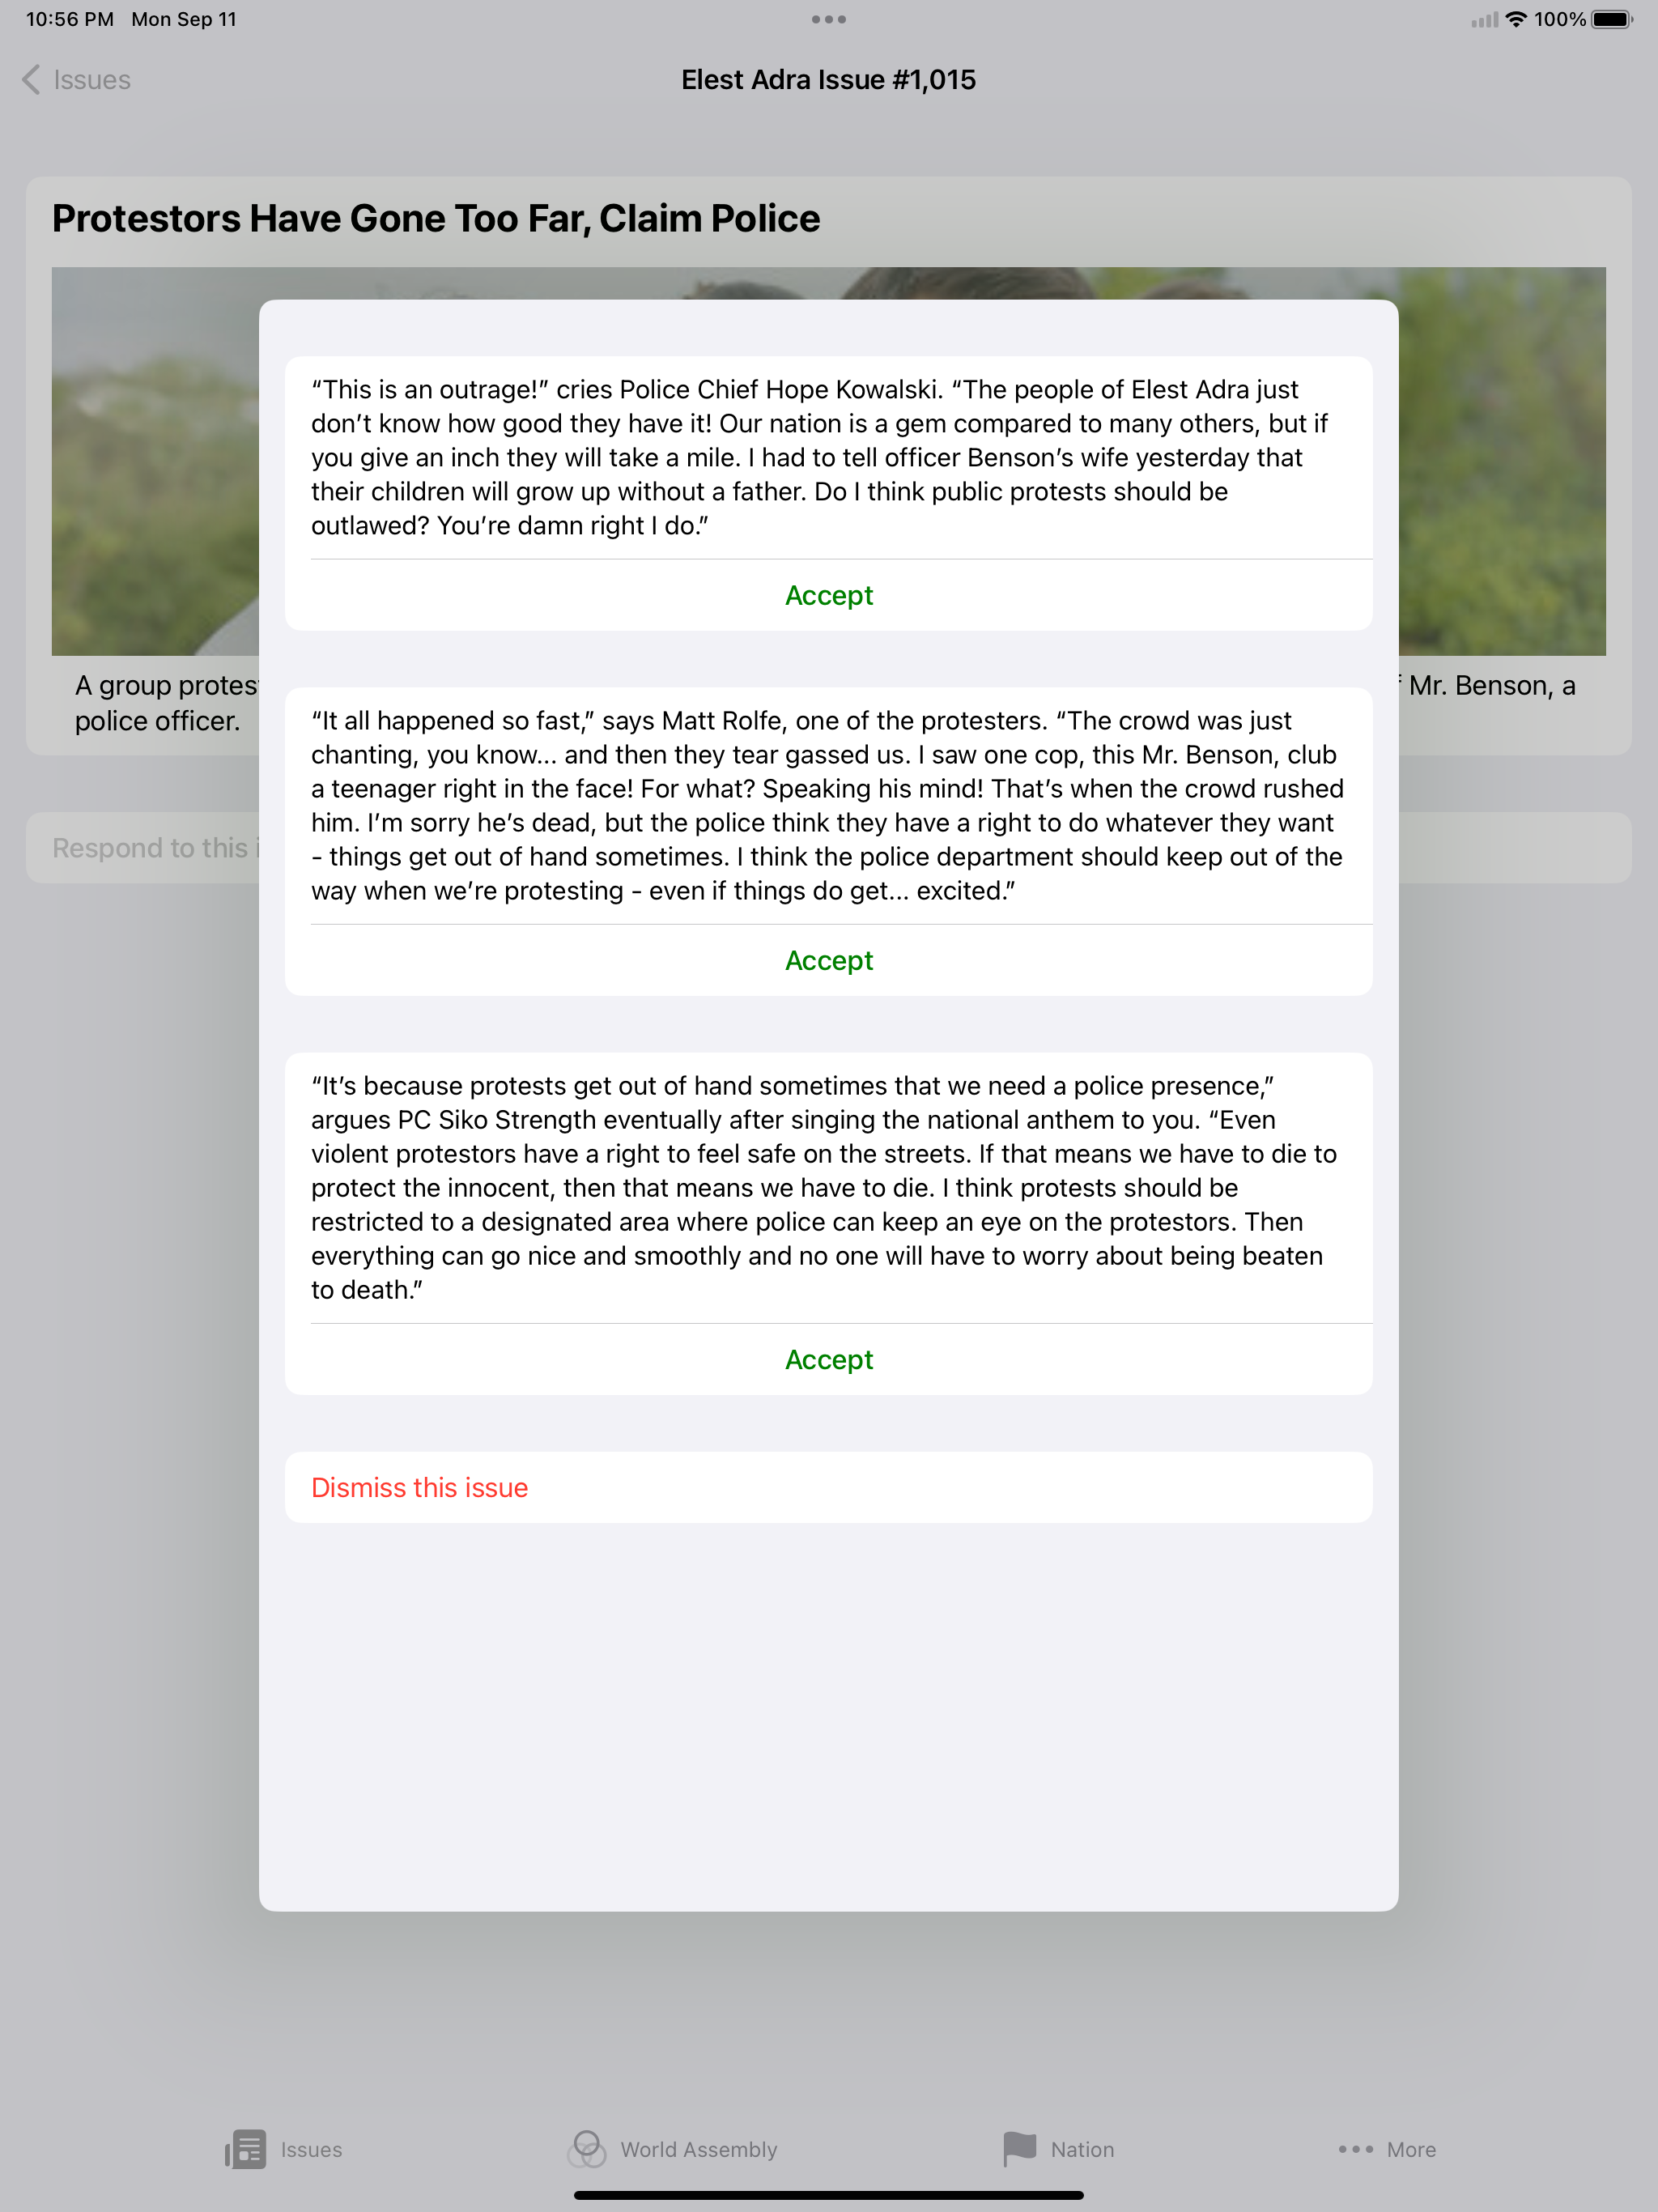 10:56 PM Mon Sep 11
100%
Issues
Elest Adra Issue #1,015
Protestors Have Gone Too Far, Claim Police
“This is an outrage!” cries Police Chief Hope Kowalski. “The people of Elest Adra just
don’t know how good they have it! Our nation is a gem compared to many others, but if
you give an inch they will take a mile. I had to tell officer Benson’s wife yesterday that
their children will grow up without a father. Do I think public protests should be
outlawed? You’re damn right I do.”
Accept
A group
Mr. Benson, a
police officer.
“It all happened so fast,” says Matt Rolfe, one of the protesters. “The crowd was just
chanting, you know... and then they tear gassed us. I saw one cop, this Mr. Benson, club
a teenager right in the face! For what? Speaking his mind! That’s when the crowd rushed
him. I’m sorry he’s dead, but the police think they have a right to do whatever they want
- things get out of hand sometimes. I think the police department should keep out of the
way when we’re protesting - even if things do get... excited.”
Respond to this
Accept
“It’s because protests get out of hand sometimes that we need a police presence,”
argues PC Siko Strength eventually after singing the national anthem to you. “Even
violent protestors have a right to feel safe on the streets. If that means we have to die to
protect the innocent, then that means we have to die. I think protests should be
restricted to a designated area where police can keep an eye on the protestors. Then
everything can go nice and smoothly and no one will have to worry about being beaten
to death.”
Accept
Dismiss this issue
Issues
World Assembly
Nation
More